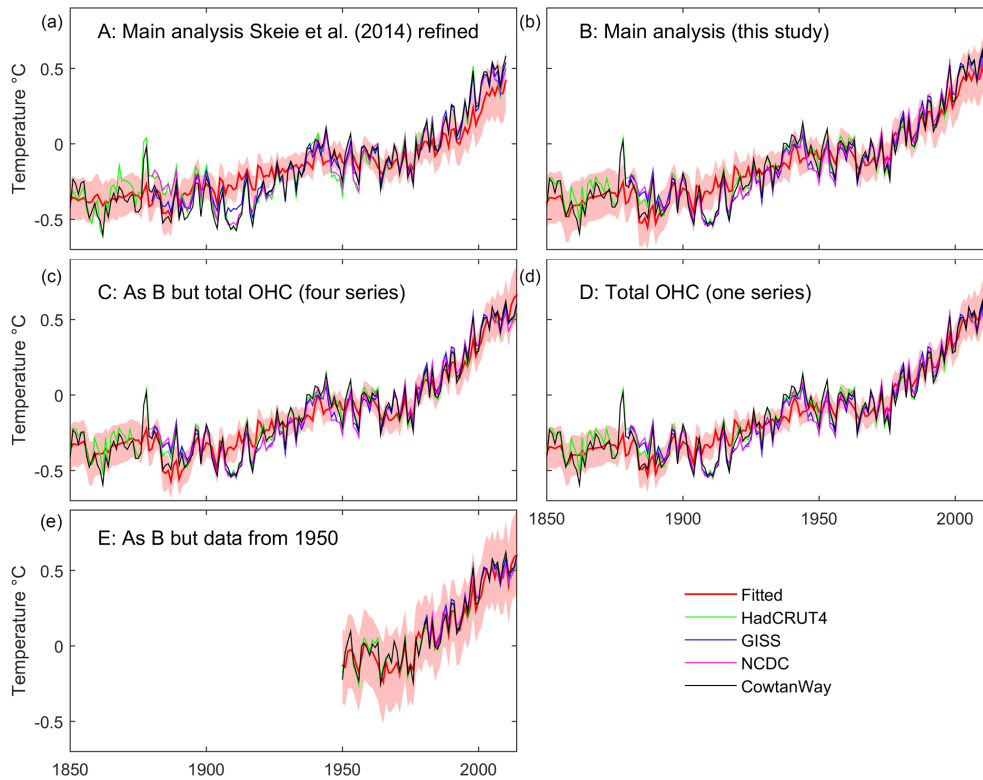 (a)
A: Main analysis Skeie et al. (2014) refined
(b)
B: Main analysis (this study)
Temperature °C
0.5
0
-0.5
(c)
C: As B but total OHC (four series)
(d)
D: Total OHC (one series)
Temperature °C
0.5
0
-0.5
1850
1900
1950
2000
(e)
E: As B but data from 1950
Temperature °C
0.5
0
-0.5
1850
1900
1950
2000
Fitted
HadCRUT4
GISS
NCDC
CowtanWay